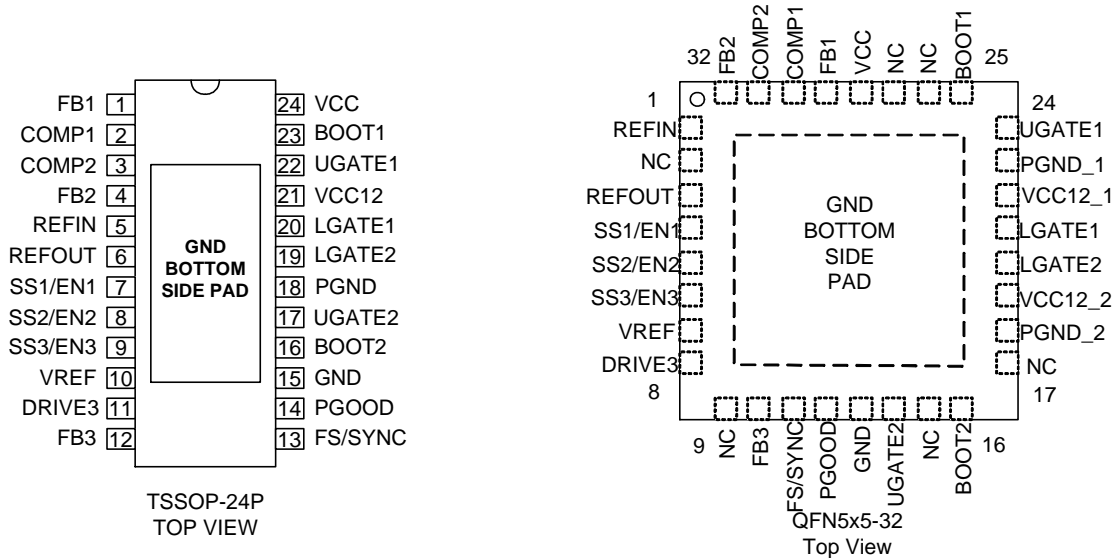 FB1 1
COMP1 2
COMP2 3
FB2 4
REFIN 5
REFOUT 6
SS1/EN1 7
SS2/EN2 8
SS3/EN3 9
VREF 10
DRIVE3 11
FB3 12
24 VCC
23 BOOT1
22 UGATE1
21 VCC12
20 LGATE1
19 LGATE2
18 PGND
17 UGATE2
16 BOOT2
15 GND
14 PGOOD
13 FS/SYNC
GND
BOTTOM
SIDE PAD
TSSOP-24P
TOP VIEW
32
FB2
COMP2
COMP1
FB1
VCC
NC
NC
BOOT1
25
1
REFIN
NC
REFOUT
SS1/EN1
SS2/EN2
SS3/EN3
VREF
DRIVE3
8
GND
BOTTOM
SIDE
PAD
24
UGATE1
PGND_1
VCC12_1
LGATE1
LGATE2
VCC12_2
PGND_2
NC
17
9
NC
FB3
FS/SYNC
PGOOD
GND
UGATE2
NC
BOOT2
16
QFN5x5-32
Top View